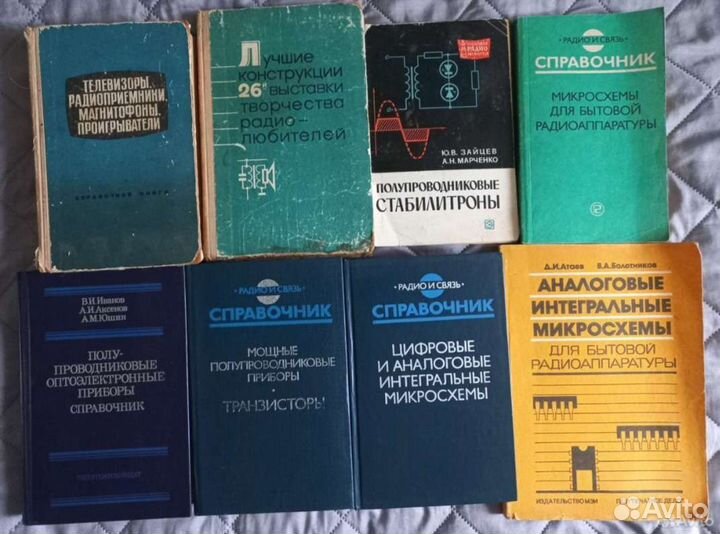 ТЕЛЕВИЗОРЫ,
РАДИОПРИЕМНИКИ,
МАГНИТОФОНЫ,
ПРОИГРЫВАТЕЛИ
СПРАВОЧНАЯ КНИГА
Лучшие
конструкции
26й выставки
творчества
радио-
любителей
Ю.В. ЗАЙЦЕВ
А.Н. МАРЧЕНКО
ПОЛУПРОВОДНИКОВЫЕ
СТАБИЛИТРОНЫ
РАДИО И СВЯЗЬ
СПРАВОЧНИК
МИКРОСХЕМЫ
ДЛЯ БЫТОВОЙ
РАДИОАППАРАТУРЫ
В.И. Иванов
А.И. Аксенов
А.М. Юшин
ПОЛУ-
ПРОВОДНИКОВЫЕ
ОПТОЭЛЕКТРОННЫЕ
ПРИБОРЫ
СПРАВОЧНИК
ЭНЕРГОАТОМИЗДАТ
РАДИО И СВЯЗЬ
СПРАВОЧНИК
МОЩНЫЕ
ПОЛУПРОВОДНИКОВЫЕ
ПРИБОРЫ
ТРАНЗИСТОРЫ
РАДИО И СВЯЗЬ
СПРАВОЧНИК
ЦИФРОВЫЕ
И АНАЛОГОВЫЕ
ИНТЕГРАЛЬНЫЕ
МИКРОСХЕМЫ
Д.И. Атаев В.А. Болотников
АНАЛОГОВЫЕ
ИНТЕГРАЛЬНЫЕ
МИКРОСХЕМЫ
ДЛЯ БЫТОВОЙ
РАДИОАППАРАТУРЫ
ИЗДАТЕЛЬСТВО МЭИ
Avito